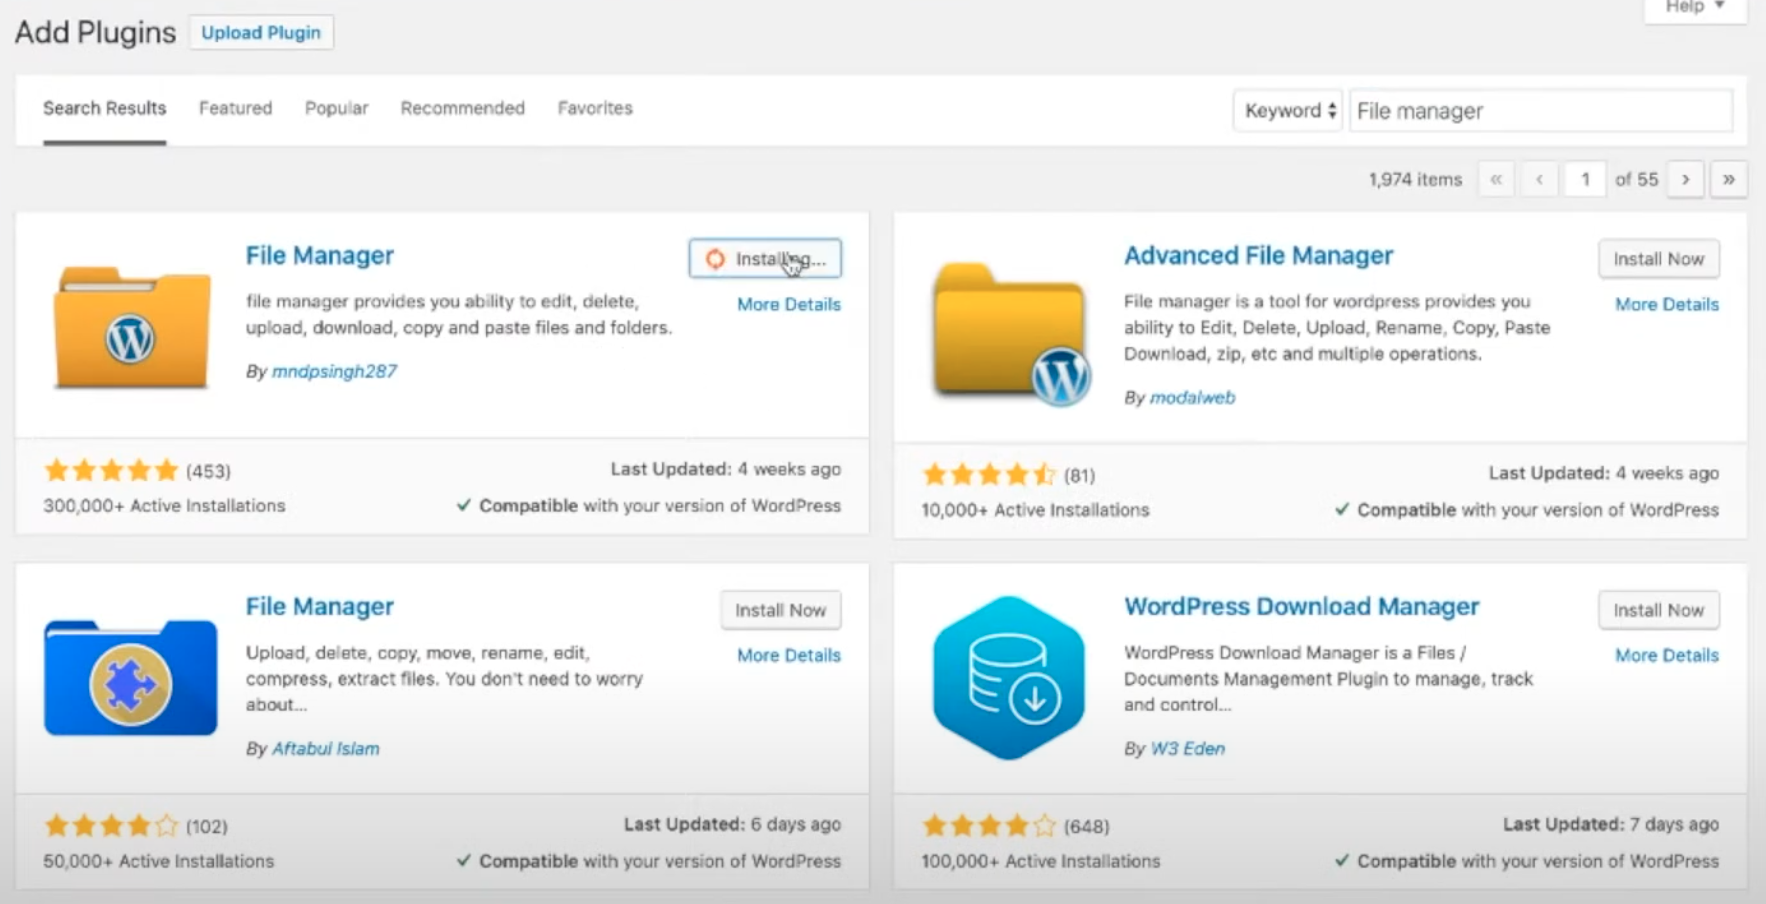 Help
Add Plugins
Upload Plugin
Search Results
Featured
Popular
Recommended
Favorites
Keyword
File manager
1,974 items
«
‹
1
of 55
›
»
File Manager
Installing...
More Details
file manager provides you ability to edit, delete,
upload, download, copy and paste files and folders.
By mndpsingh287
(453)
300,000+ Active Installations
Last Updated: 4 weeks ago
Compatible with your version of WordPress
Advanced File Manager
Install Now
More Details
File manager is a tool for wordpress provides you
ability to Edit, Delete, Upload, Rename, Copy, Paste
Download, zip, etc and multiple operations.
By modalweb
(81)
10,000+ Active Installations
Last Updated: 4 weeks ago
Compatible with your version of WordPress
File Manager
Install Now
More Details
Upload, delete, copy, move, rename, edit,
compress, extract files. You don't need to worry
about...
By Aftabul Islam
(102)
50,000+ Active Installations
Last Updated: 6 days ago
Compatible with your version of WordPress
WordPress Download Manager
Install Now
More Details
WordPress Download Manager is a Files /
Documents Management Plugin to manage, track
and control...
By W3 Eden
(648)
100,000+ Active Installations
Last Updated: 7 days ago
Compatible with your version of WordPress